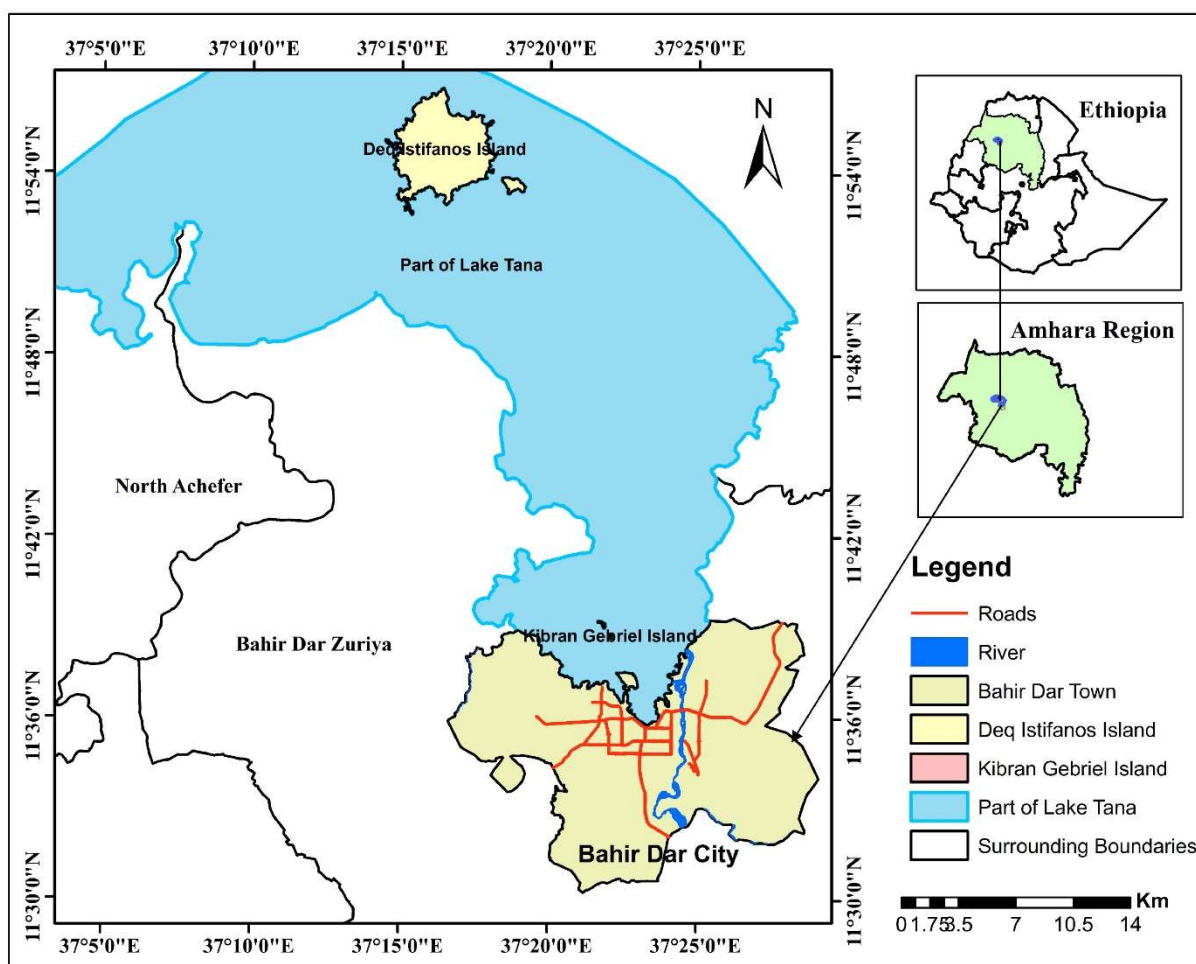 37°5'0"E 37°10'0"E 37°15'0"E 37°20'0"E 37°25'0"E
N
Ethiopia
Deq Istifanos Island
11°54'0"N
11°54'0"N
Part of Lake Tana
Amhara Region
11°48'0"N
11°48'0"N
North Achefer
11°42'0"N
11°42'0"N
Legend
Roads
Kibran Gebriel Island
Bahir Dar Zuriya
River
Bahir Dar Town
11°36'0"N
11°36'0"N
Deq Istifanos Island
Kibran Gebriel Island
Part of Lake Tana
Surrounding Boundaries
Bahir Dar City
11°30'0"N
11°30'0"N
Km
0 1.75 3.5 7 10.5 14
37°5'0"E 37°10'0"E 37°15'0"E 37°20'0"E 37°25'0"E